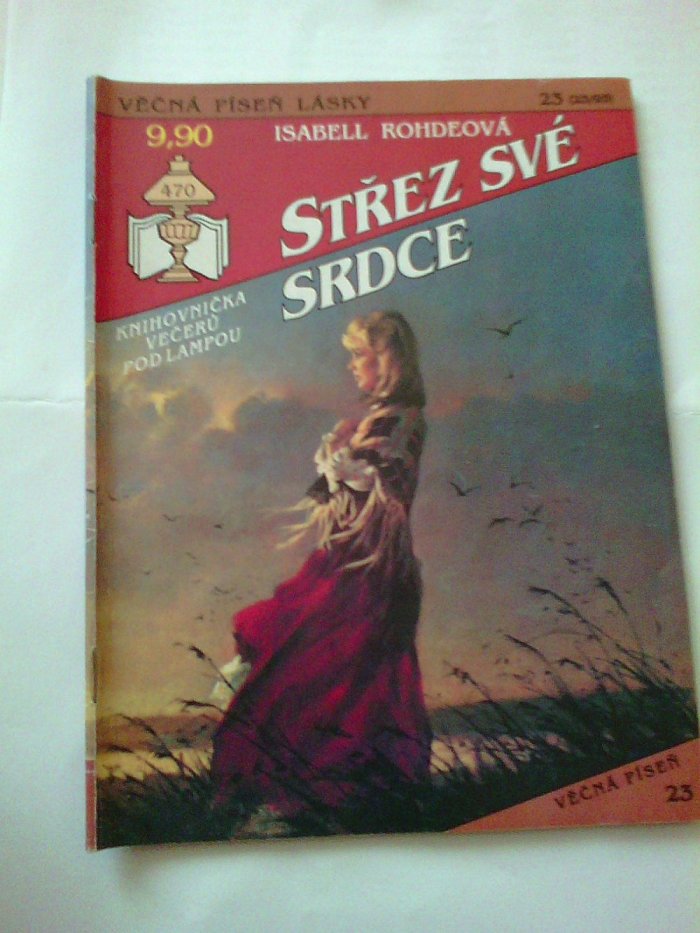 VĚČNÁ PÍSEŇ LÁSKY
23
9,90
ISABELL ROHDEOVÁ
470
STŘEZ SVÉ
SRDCE
KNIHOVNIČKA
VEČERŮ
POD LAMPOU
VĚČNÁ PÍSEŇ
23